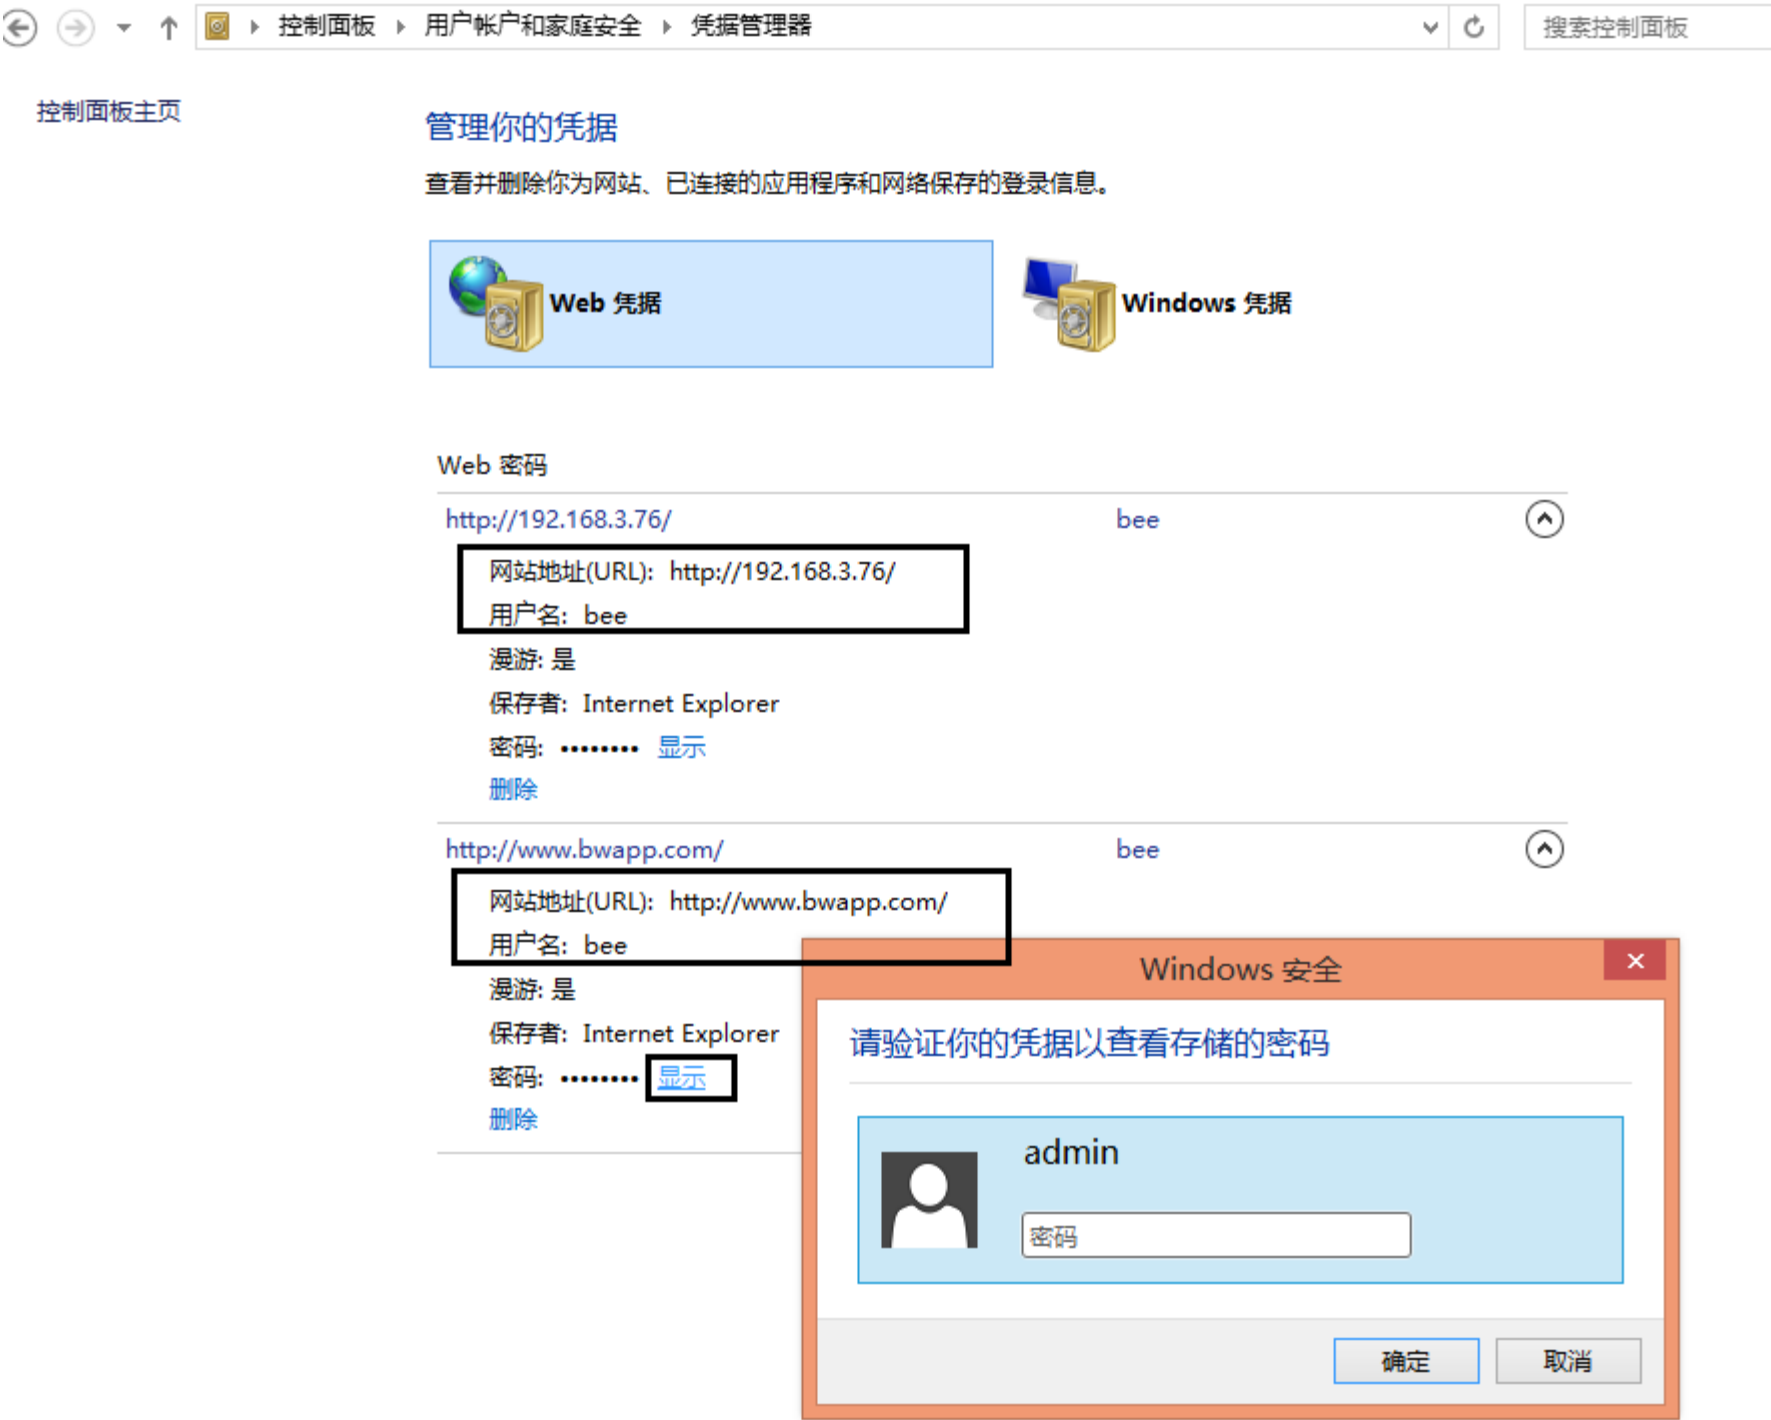 控制面板 用户帐户和家庭安全 凭据管理器 搜索控制面板
控制面板主页
管理你的凭据
查看并删除你为网站、已连接的应用程序和网络保存的登录信息。
Web 凭据 Windows 凭据
Web 密码
http://192.168.3.76/ bee
网站地址(URL): http://192.168.3.76/
用户名: bee
漫游: 是
保存者: Internet Explorer
密码: •••••••• 显示
删除
http://www.bwapp.com/ bee
网站地址(URL): http://www.bwapp.com/
用户名: bee
漫游: 是
保存者: Internet Explorer
密码: •••••••• 显示
删除
Windows 安全
请验证你的凭据以查看存储的密码
admin
密码
确定 取消